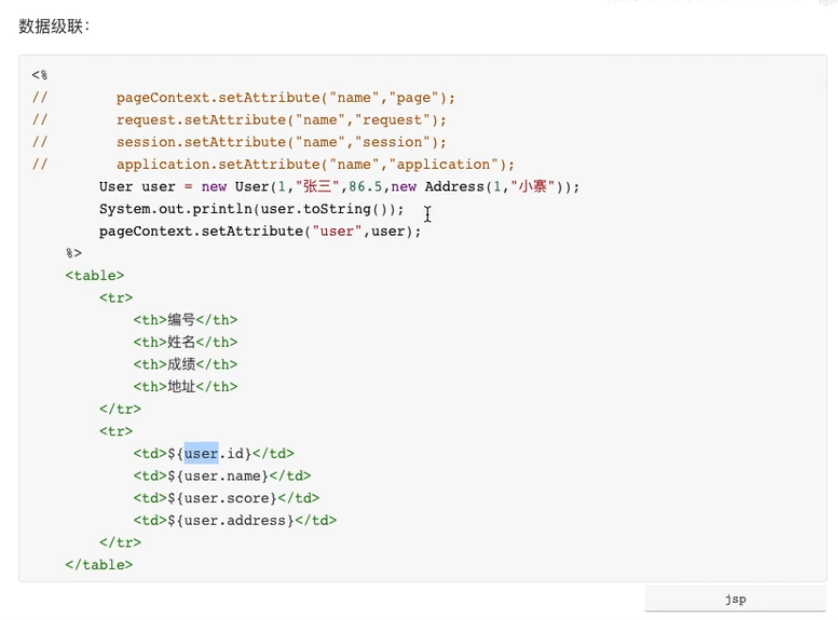 数据级联：
<%
//        pageContext.setAttribute("name","page");
//        request.setAttribute("name","request");
//        session.setAttribute("name","session");
//        application.setAttribute("name","application");
        User user = new User(1,"张三",86.5,new Address(1,"小寨"));
        System.out.println(user.toString());
        pageContext.setAttribute("user",user);
    %>
    <table>
        <tr>
            <th>编号</th>
            <th>姓名</th>
            <th>成绩</th>
            <th>地址</th>
        </tr>
        <tr>
            <td>${user.id}</td>
            <td>${user.name}</td>
            <td>${user.score}</td>
            <td>${user.address}</td>
        </tr>
    </table>
jsp